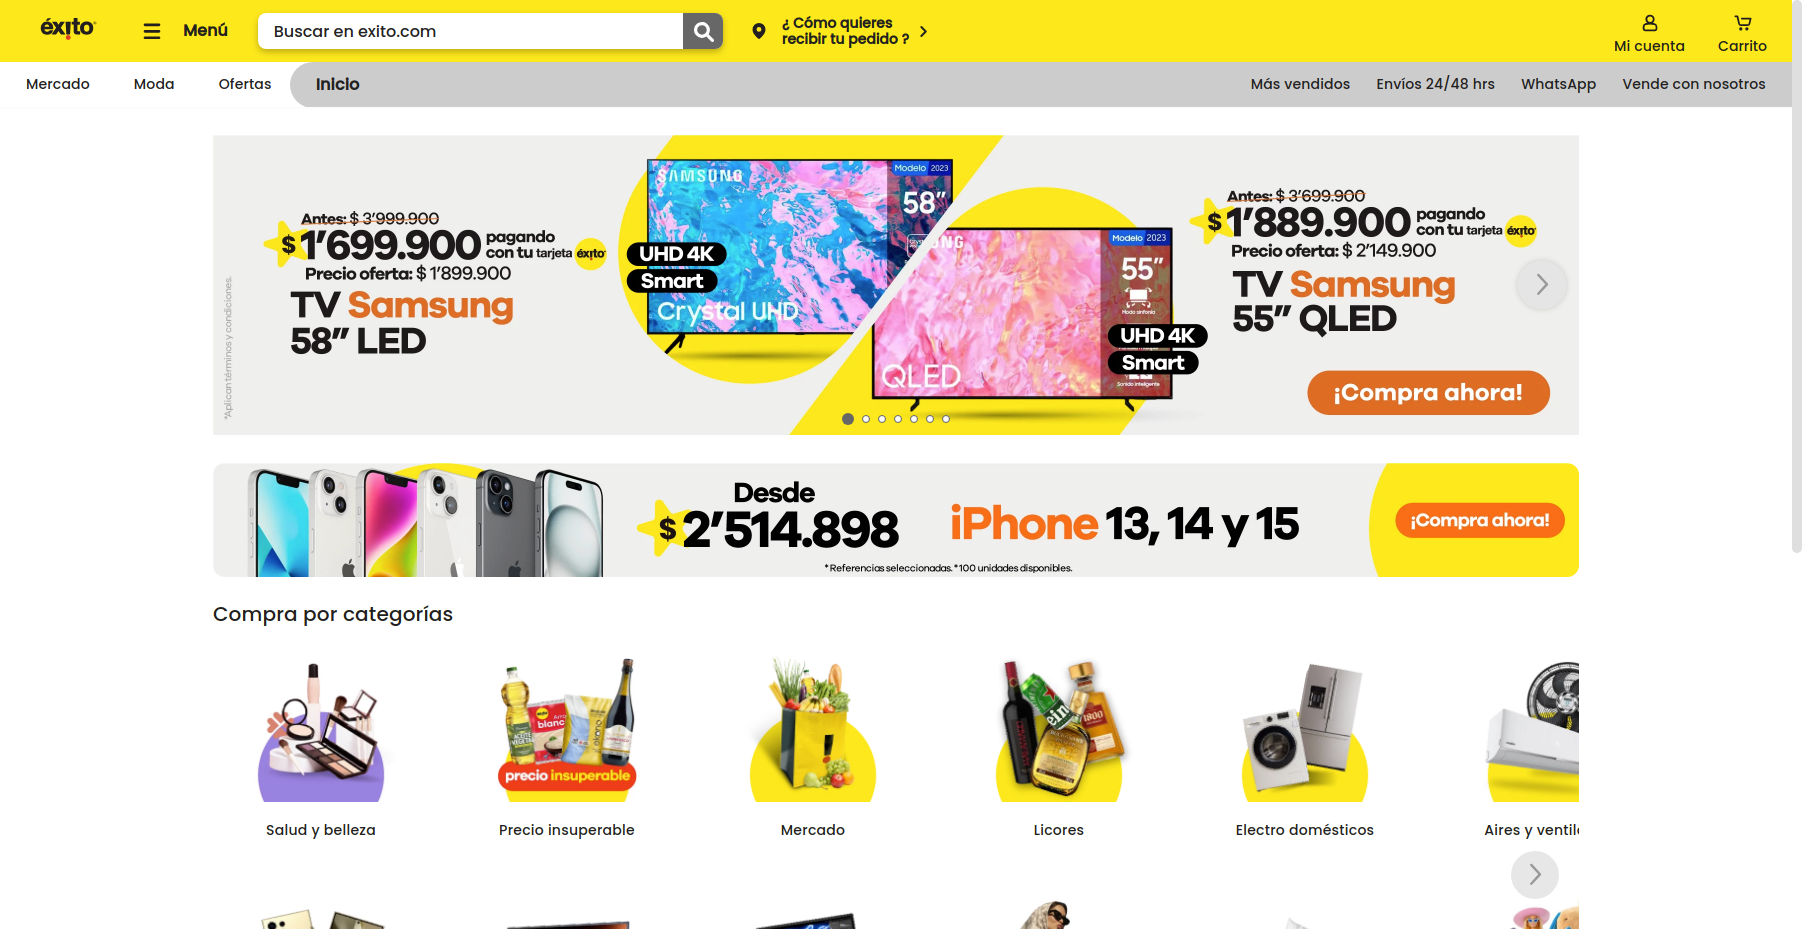 éxito
Menú
Buscar en exito.com
¿ Cómo quieres
recibir tu pedido ?
Mi cuenta
Carrito
Mercado
Moda
Ofertas
Inicio
Más vendidos
Envíos 24/48 hrs
WhatsApp
Vende con nosotros
*Aplican términos y condiciones.
Antes: $ 3'999.900
$ 1'699.900 pagando
con tu tarjeta éxito
Precio oferta: $ 1'899.900
TV Samsung
58" LED
SAMSUNG
Modelo 2023
58"
UHD 4K
Smart
Crystal UHD
Modelo 2023
55"
Modo sinfonía
UHD 4K
Smart
Sonido inteligente
QLED
Antes: $ 3'699.900
$ 1'889.900 pagando
con tu tarjeta éxito
Precio oferta: $ 2'149.900
TV Samsung
55" QLED
¡Compra ahora!
Desde
$ 2'514.898
iPhone 13, 14 y 15
*Referencias seleccionadas. *100 unidades disponibles.
¡Compra ahora!
Compra por categorías
precio insuperable
1800
Salud y belleza
Precio insuperable
Mercado
Licores
Electro domésticos
Aires y ventil